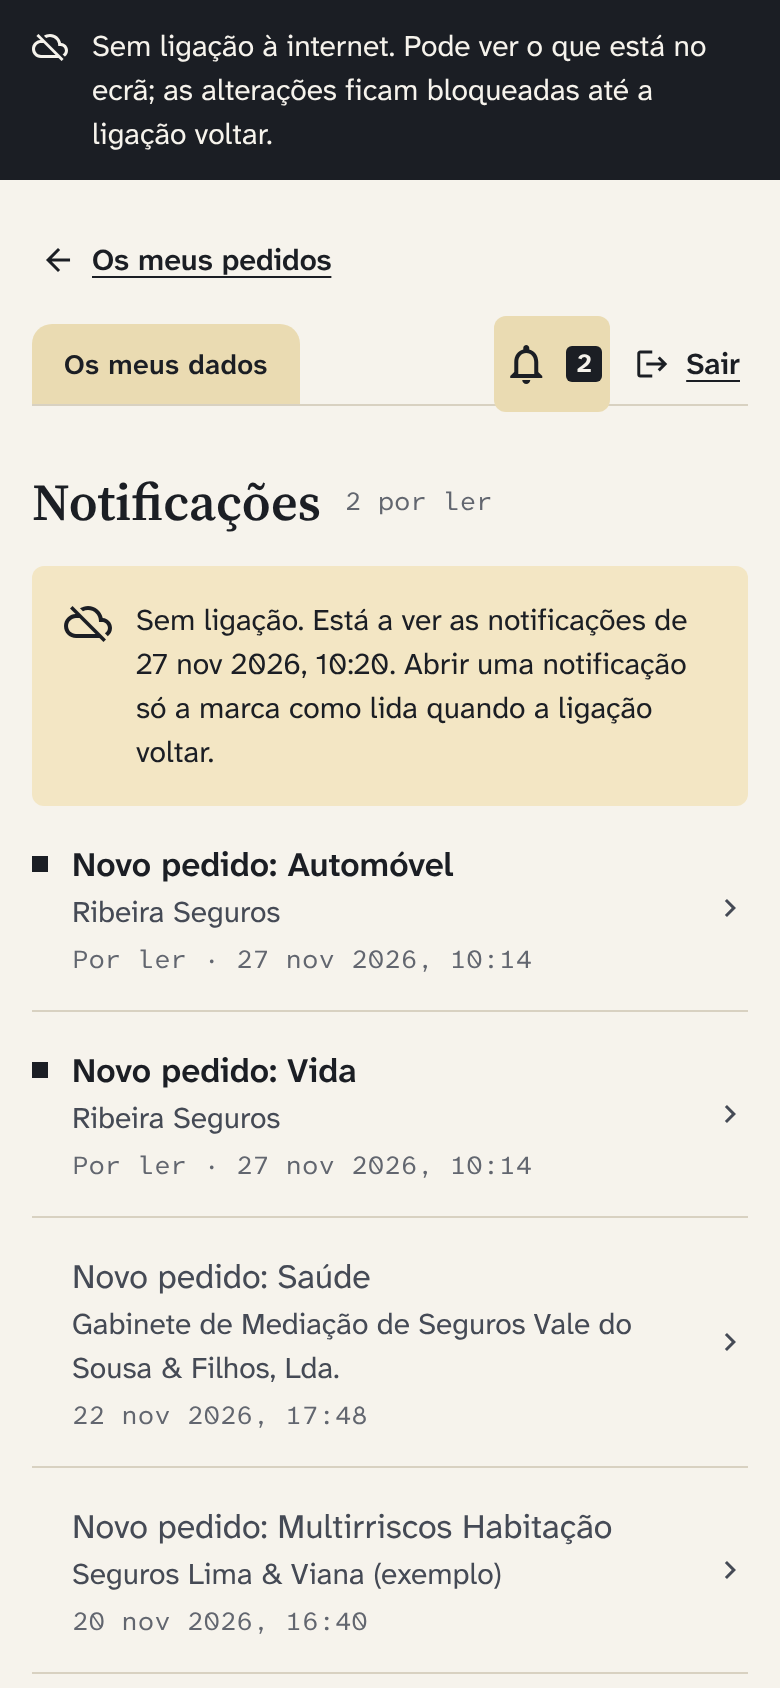 Sem ligação à internet. Pode ver o que está no
ecrã; as alterações ficam bloqueadas até a
ligação voltar.
Os meus pedidos
Os meus dados
2
Sair
Notificações
2 por ler
Sem ligação. Está a ver as notificações de
27 nov 2026, 10:20. Abrir uma notificação
só a marca como lida quando a ligação
voltar.
Novo pedido: Automóvel
Ribeira Seguros
Por ler · 27 nov 2026, 10:14
Novo pedido: Vida
Ribeira Seguros
Por ler · 27 nov 2026, 10:14
Novo pedido: Saúde
Gabinete de Mediação de Seguros Vale do
Sousa & Filhos, Lda.
22 nov 2026, 17:48
Novo pedido: Multirriscos Habitação
Seguros Lima & Viana (exemplo)
20 nov 2026, 16:40